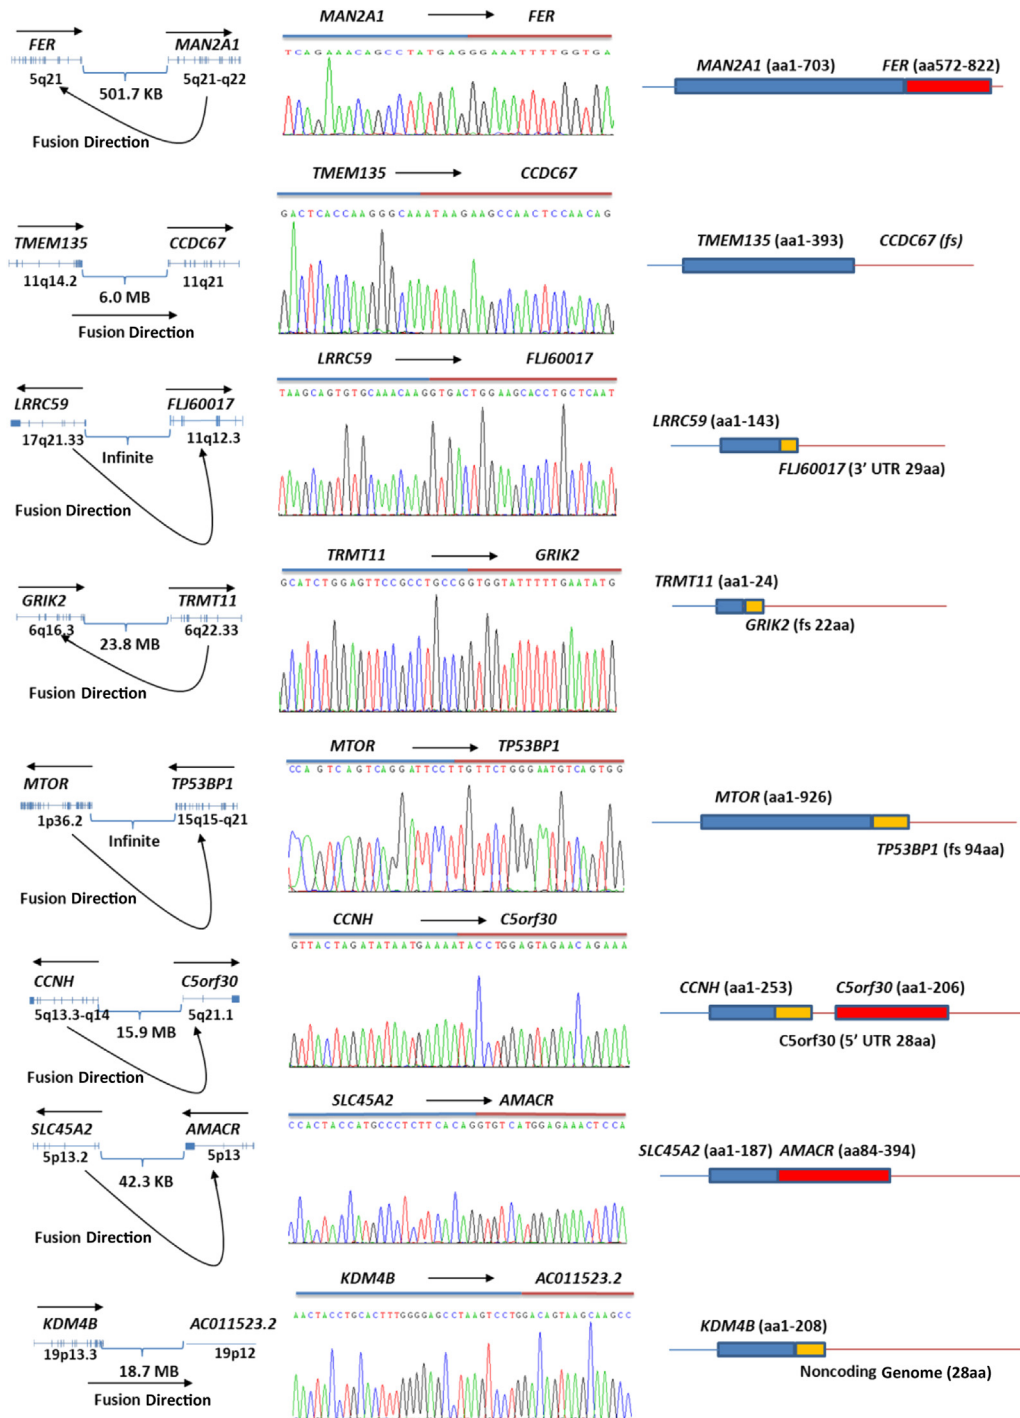 MAN2A1 FER
FER MAN2A1
TCAGAAACAGCCTATGAGGGAAATTTTGGTGA
5q21 5q21-q22
501.7 KB
MAN2A1 (aa1-703) FER (aa572-822)
Fusion Direction
TMEM135 CCDC67
GACTCACCAAGGGCAAATAAGAAGCCAACTCCAACAG
TMEM135 CCDC67
11q14.2 11q21
6.0 MB
TMEM135 (aa1-393) CCDC67 (fs)
Fusion Direction
LRRC59 FLJ60017
TAAGCAGTGTGCAAACAAGGTGACTGGAAGCACCTGCTCAAT
LRRC59 FLJ60017
17q21.33 11q12.3
Infinite
LRRC59 (aa1-143)
FLJ60017 (3’ UTR 29aa)
Fusion Direction
TRMT11 GRIK2
GCATCTGGAGTTCCGCCTGCCGGTGGTATTTTTGAATATG
GRIK2 TRMT11
6q16.3 6q22.33
23.8 MB
TRMT11 (aa1-24)
GRIK2 (fs 22aa)
Fusion Direction
MTOR TP53BP1
CCAGTCAGTCAGGATTCCTTGTTCTGGGAATGTCAGTGG
MTOR TP53BP1
1p36.2 15q15-q21
Infinite
MTOR (aa1-926)
TP53BP1 (fs 94aa)
Fusion Direction
CCNH C5orf30
GTTACTAGATATAATGAAAATACCTGGAGTAGAACAGAAA
CCNH C5orf30
5q13.3-q14 5q21.1
15.9 MB
CCNH (aa1-253) C5orf30 (aa1-206)
C5orf30 (5’ UTR 28aa)
Fusion Direction
SLC45A2 AMACR
CCACTACCATGCCCTCTTCACAGGTGTCATGGAGAAACTCCA
SLC45A2 AMACR
5p13.2 5p13
42.3 KB
SLC45A2 (aa1-187) AMACR (aa84-394)
Fusion Direction
KDM4B AC011523.2
AACTACCTGCACTTTGGGGAGCCTAAGTCCTGGACAGTAAGCAAGCC
KDM4B AC011523.2
19p13.3 19p12
18.7 MB
KDM4B (aa1-208)
Noncoding Genome (28aa)
Fusion Direction